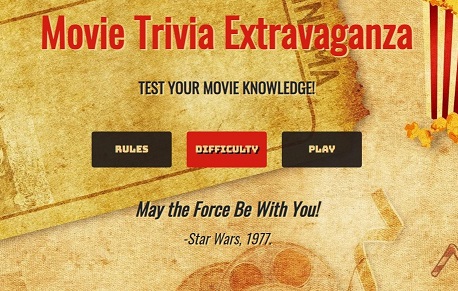 Movie Trivia Extravaganza
TEST YOUR MOVIE KNOWLEDGE!
RULES
DIFFICULTY
PLAY
May the Force Be With You!
-Star Wars, 1977.